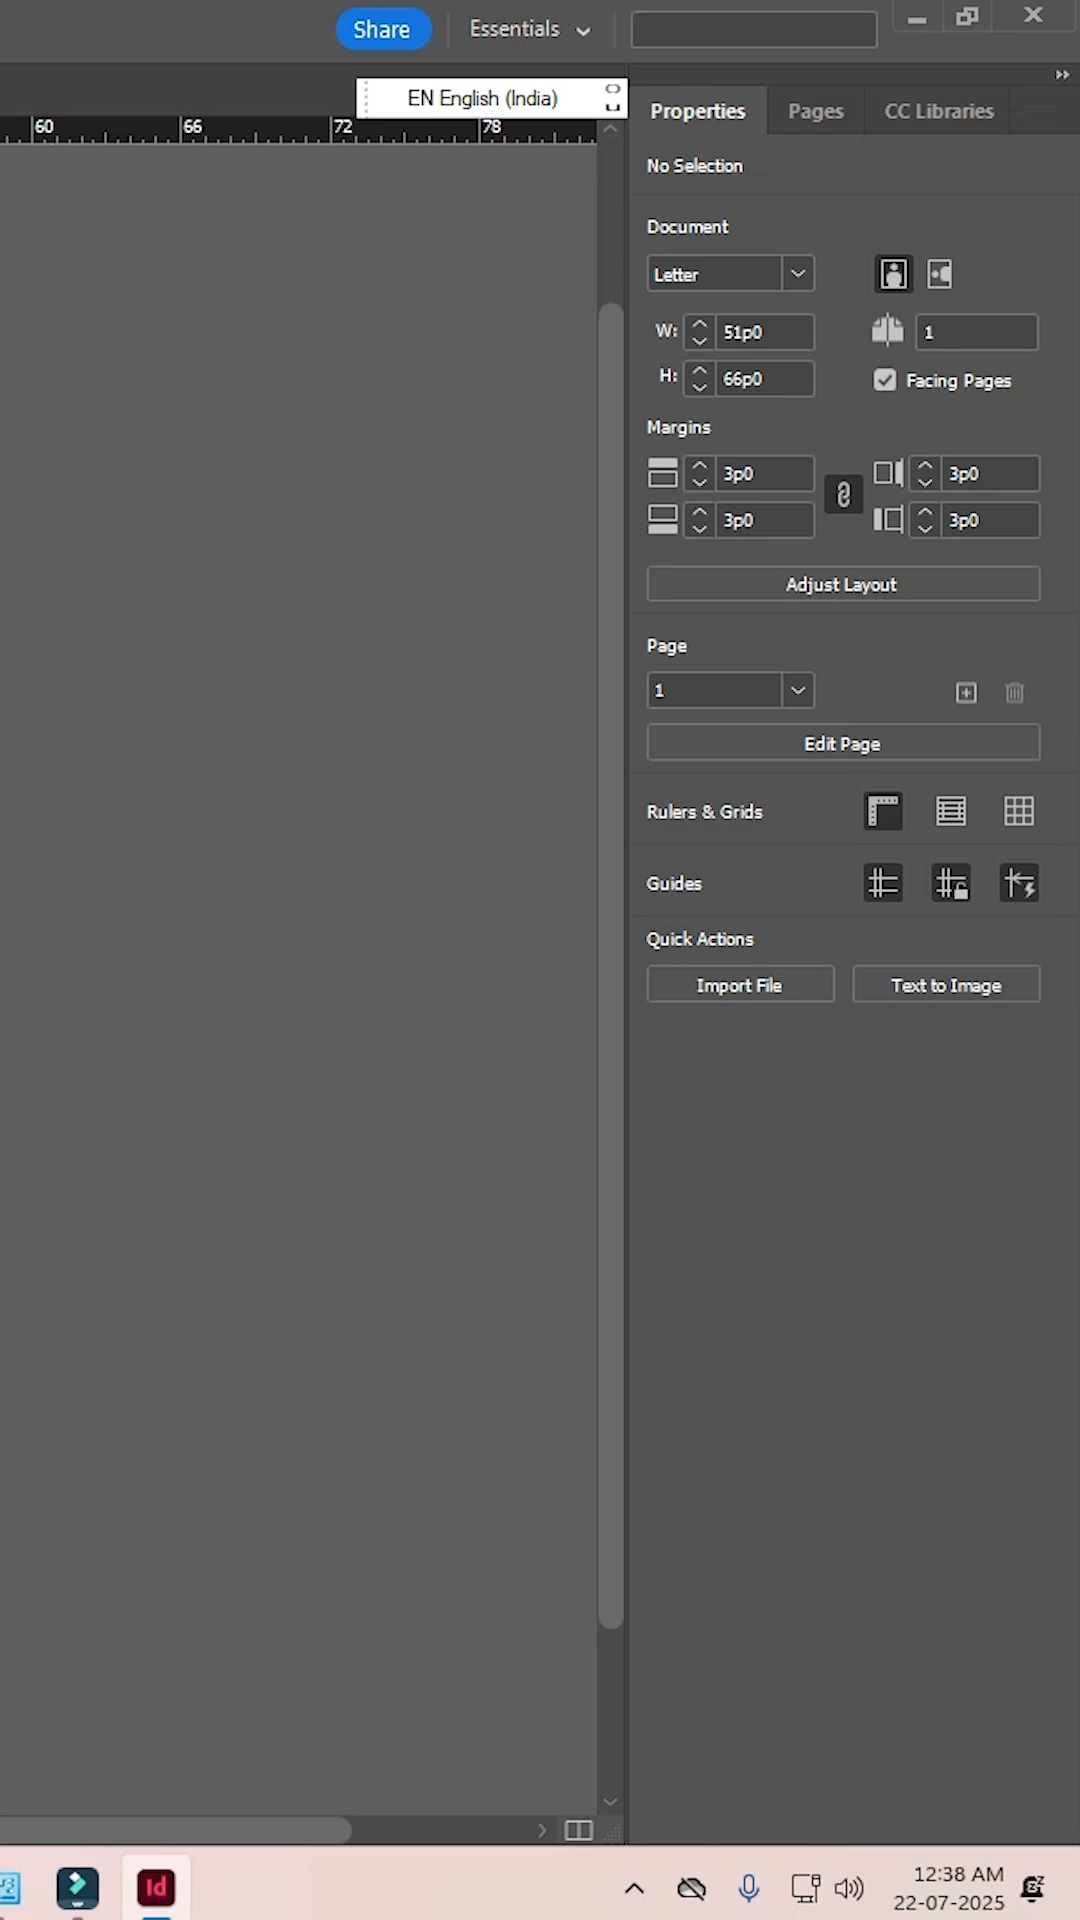 Share
Essentials
EN English (India)
60 66 72 78
Properties
Pages
CC Libraries
No Selection
Document
Letter
W: 51p0
1
H: 66p0
Facing Pages
Margins
3p0
3p0
3p0
3p0
Adjust Layout
Page
1
Edit Page
Rulers & Grids
Guides
Quick Actions
Import File
Text to Image
Id
12:38 AM
22-07-2025